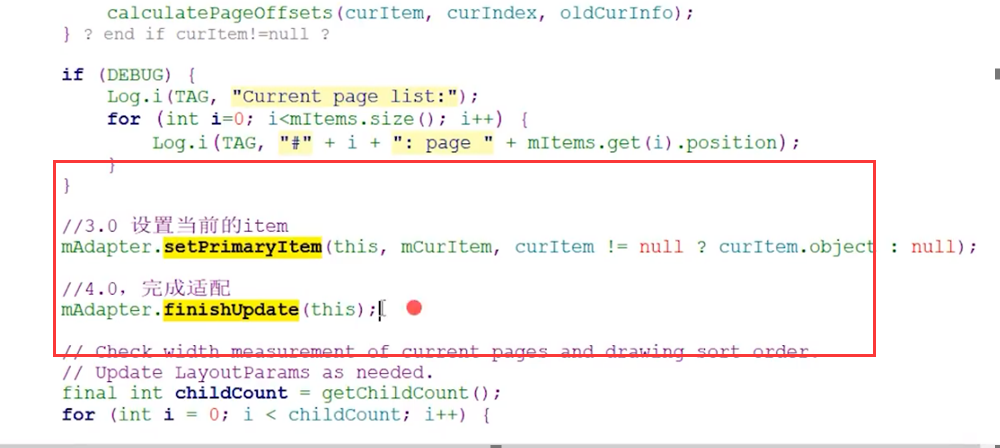 calculatePageOffsets(curItem, curIndex, oldCurInfo);
} ? end if curItem!=null ?
if (DEBUG) {
Log.i(TAG, "Current page list:");
for (int i=0; i<mItems.size(); i++) {
Log.i(TAG, "#" + i + ": page " + mItems.get(i).position);
}
}
//3.0 设置当前的item
mAdapter.setPrimaryItem(this, mCurItem, curItem != null ? curItem.object : null);
//4.0，完成适配
mAdapter.finishUpdate(this);
// Check width measurement of current pages and drawing sort order.
// Update LayoutParams as needed.
final int childCount = getChildCount();
for (int i = 0; i < childCount; i++) {